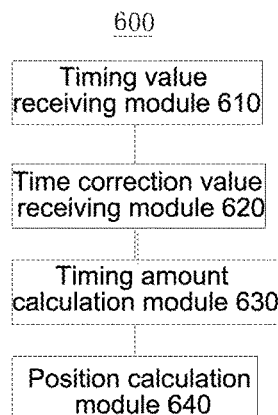 600
Timing value
receiving module 610
Time correction value
receiving module 620
Timing amount
calculation module 630
Position calculation
module 640